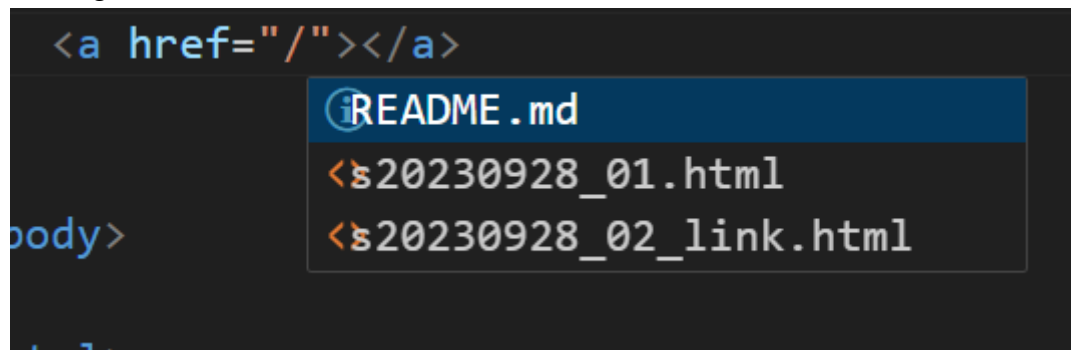 <a href="/"></a>
README.md
s20230928_01.html
body>
s20230928_02_link.html